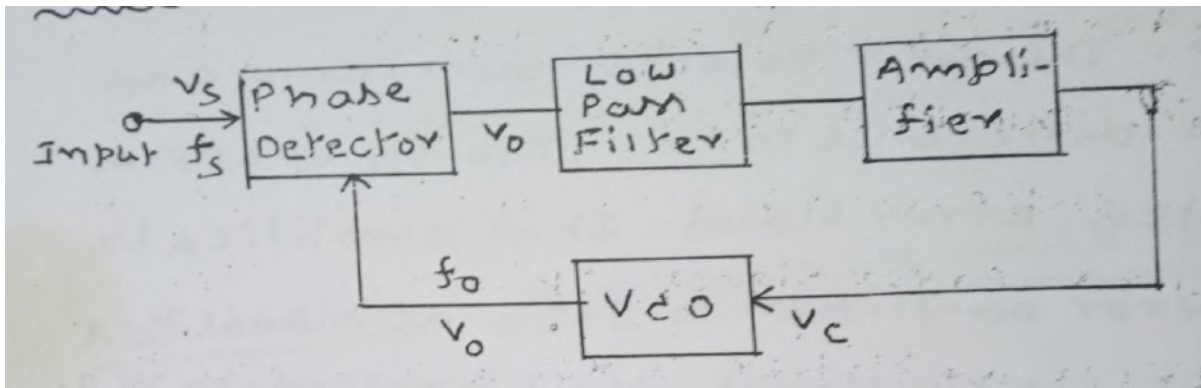 Vs
Input fs
Phase
Detector
Vo
Low
Pass
Filter
Ampli-
fier
fo
Vo
VCO
Vc